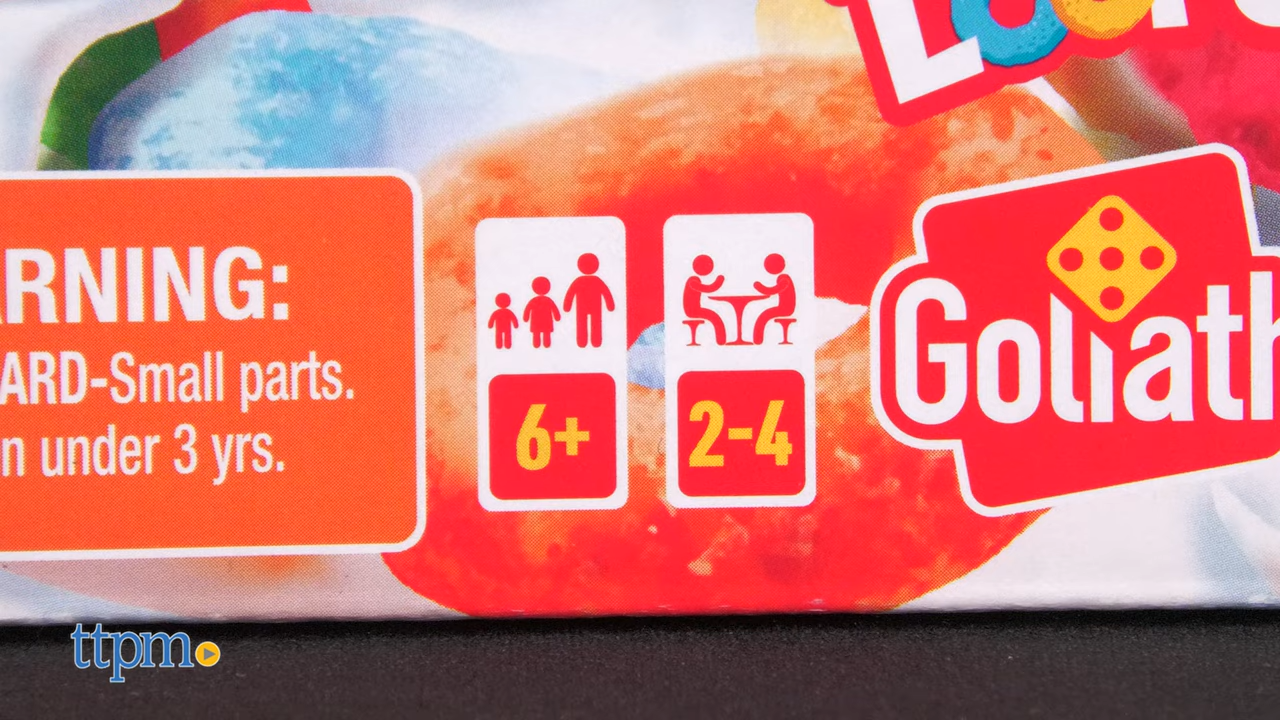 ARNING:
ARD-Small parts.
n under 3 yrs.
6+
2-4
Goliath
ttpm